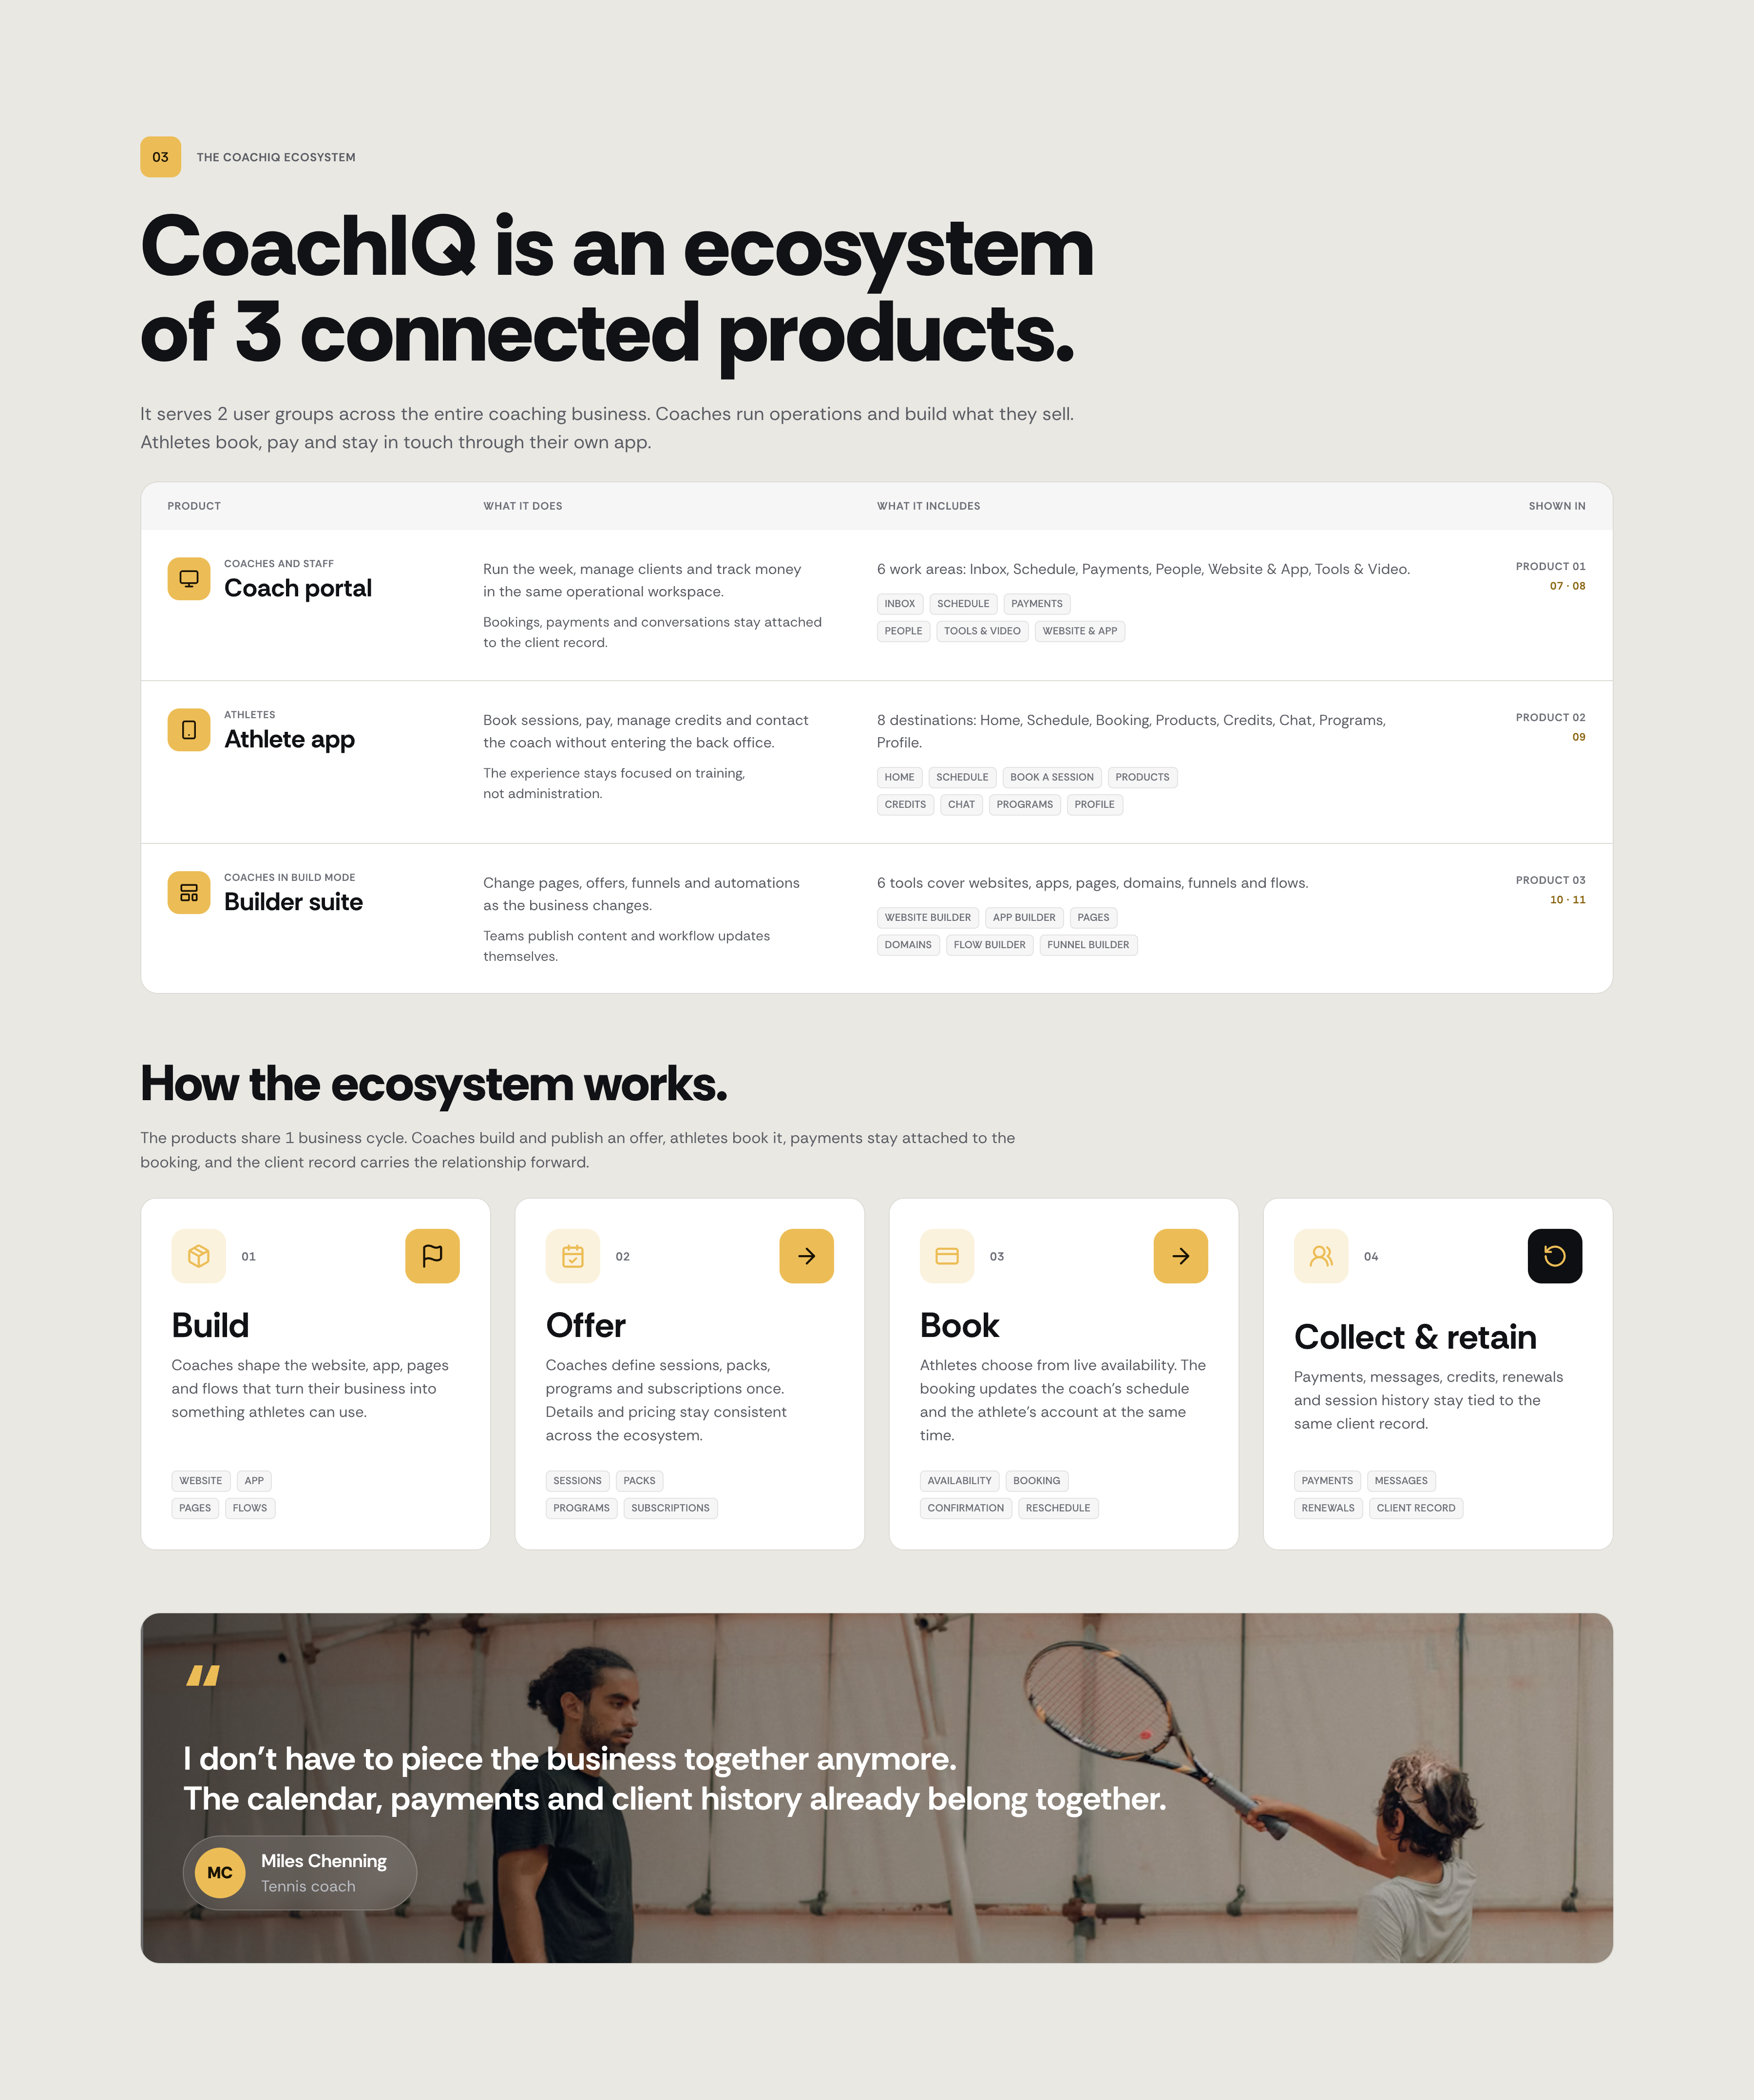 03
THE COACHIQ ECOSYSTEM
CoachIQ is an ecosystem
of 3 connected products.
It serves 2 user groups across the entire coaching business. Coaches run operations and build what they sell.
Athletes book, pay and stay in touch through their own app.
PRODUCT
WHAT IT DOES
WHAT IT INCLUDES
SHOWN IN
COACHES AND STAFF
Coach portal
Run the week, manage clients and track money
in the same operational workspace.
Bookings, payments and conversations stay attached
to the client record.
6 work areas: Inbox, Schedule, Payments, People, Website & App, Tools & Video.
INBOX SCHEDULE PAYMENTS
PEOPLE TOOLS & VIDEO WEBSITE & APP
PRODUCT 01
07 · 08
ATHLETES
Athlete app
Book sessions, pay, manage credits and contact
the coach without entering the back office.
The experience stays focused on training,
not administration.
8 destinations: Home, Schedule, Booking, Products, Credits, Chat, Programs,
Profile.
HOME SCHEDULE BOOK A SESSION PRODUCTS
CREDITS CHAT PROGRAMS PROFILE
PRODUCT 02
09
COACHES IN BUILD MODE
Builder suite
Change pages, offers, funnels and automations
as the business changes.
Teams publish content and workflow updates
themselves.
6 tools cover websites, apps, pages, domains, funnels and flows.
WEBSITE BUILDER APP BUILDER PAGES
DOMAINS FLOW BUILDER FUNNEL BUILDER
PRODUCT 03
10 · 11
How the ecosystem works.
The products share 1 business cycle. Coaches build and publish an offer, athletes book it, payments stay attached to the
booking, and the client record carries the relationship forward.
01
Build
Coaches shape the website, app, pages
and flows that turn their business into
something athletes can use.
WEBSITE APP
PAGES FLOWS
02
Offer
Coaches define sessions, packs,
programs and subscriptions once.
Details and pricing stay consistent
across the ecosystem.
SESSIONS PACKS
PROGRAMS SUBSCRIPTIONS
03
Book
Athletes choose from live availability. The
booking updates the coach’s schedule
and the athlete’s account at the same
time.
AVAILABILITY BOOKING
CONFIRMATION RESCHEDULE
04
Collect & retain
Payments, messages, credits, renewals
and session history stay tied to the
same client record.
PAYMENTS MESSAGES
RENEWALS CLIENT RECORD
“
I don’t have to piece the business together anymore.
The calendar, payments and client history already belong together.
MC
Miles Chenning
Tennis coach